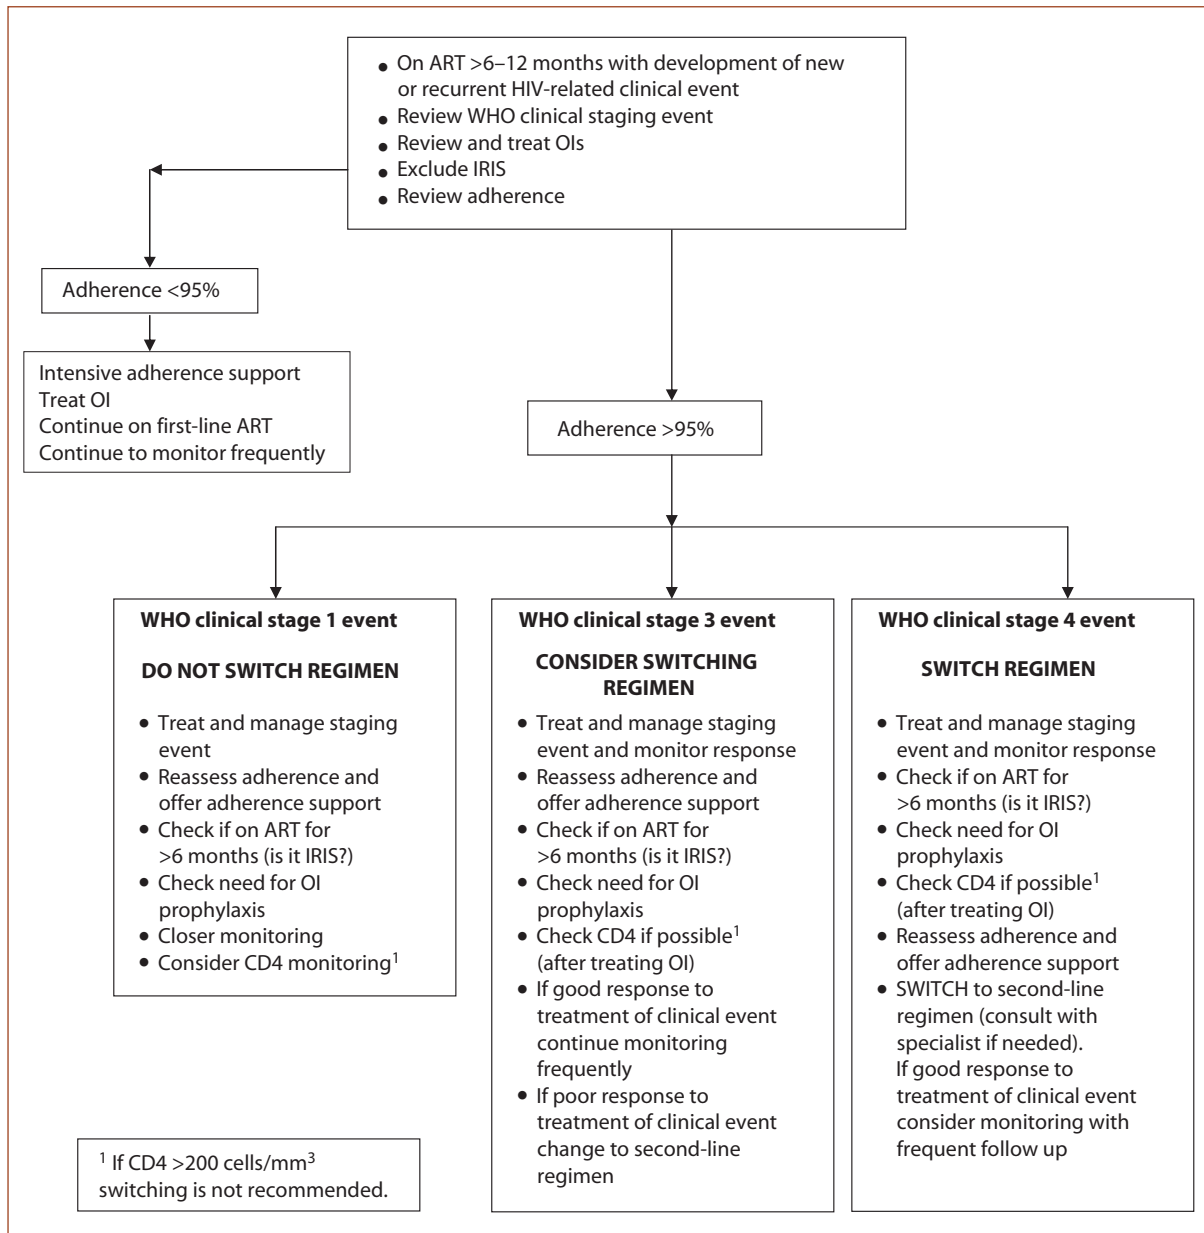 • On ART >6–12 months with development of new
or recurrent HIV-related clinical event
• Review WHO clinical staging event
• Review and treat OIs
• Exclude IRIS
• Review adherence
Adherence <95%
Intensive adherence support
Treat OI
Continue on first-line ART
Continue to monitor frequently
Adherence >95%
WHO clinical stage 1 event
DO NOT SWITCH REGIMEN
• Treat and manage staging
event
• Reassess adherence and
offer adherence support
• Check if on ART for
>6 months (is it IRIS?)
• Check need for OI
prophylaxis
• Closer monitoring
• Consider CD4 monitoring¹
WHO clinical stage 3 event
CONSIDER SWITCHING
REGIMEN
• Treat and manage staging
event and monitor response
• Reassess adherence and
offer adherence support
• Check if on ART for
>6 months (is it IRIS?)
• Check need for OI
prophylaxis
• Check CD4 if possible¹
(after treating OI)
• If good response to
treatment of clinical event
continue monitoring
frequently
• If poor response to
treatment of clinical event
change to second-line
regimen
WHO clinical stage 4 event
SWITCH REGIMEN
• Treat and manage staging
event and monitor response
• Check if on ART for
>6 months (is it IRIS?)
• Check need for OI
prophylaxis
• Check CD4 if possible¹
(after treating OI)
• Reassess adherence and
offer adherence support
• SWITCH to second-line
regimen (consult with
specialist if needed).
If good response to
treatment of clinical event
consider monitoring with
frequent follow up
¹ If CD4 >200 cells/mm³
switching is not recommended.